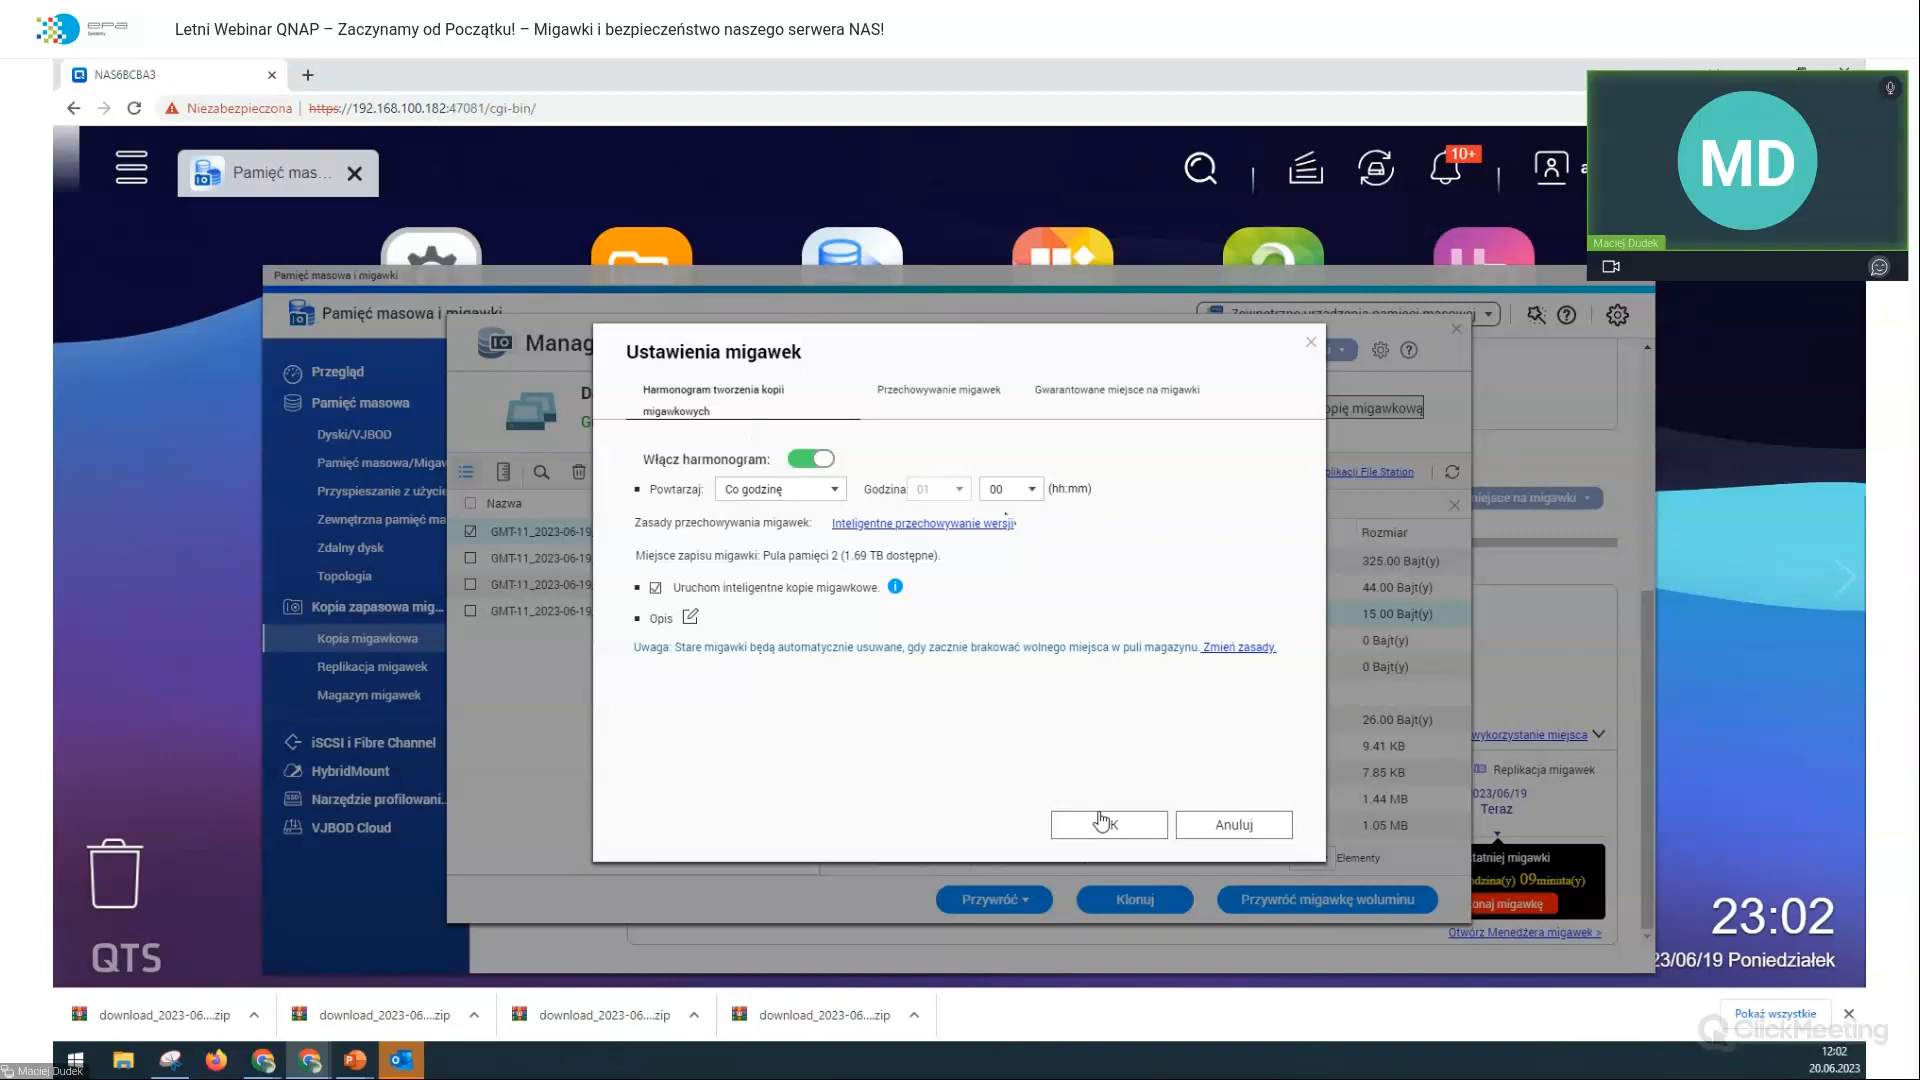 Letni Webinar QNAP – Zaczynamy od Początku! – Migawki i bezpieczeństwo naszego serwera NAS!
NAS6BCBA3
Niezabezpieczona
https://192.168.100.182:47081/cgi-bin/
Pamięć mas...
10+
MD
Maciej Dudek
Pamięć masowa i migawki
Pamięć masowa i migawki
Zewnętrzne urządzenia pamięci masowej
Przegląd
Pamięć masowa
Dyski/VJBOD
Pamięć masowa/Migaw
Przyspieszanie z użycie
Zewnętrzna pamięć ma
Zdalny dysk
Topologia
Kopia zapasowa mig...
Kopia migawkowa
Replikacja migawek
Magazyn migawek
iSCSI i Fibre Channel
HybridMount
Narzędzie profilowani...
VJBOD Cloud
Manag
D
G
Nazwa
GMT-11_2023-06-19
GMT-11_2023-06-19
GMT-11_2023-06-19
GMT-11_2023-06-19
Ustawienia migawek
Harmonogram tworzenia kopii
migawkowych
Przechowywanie migawek
Gwarantowane miejsce na migawki
Włącz harmonogram:
Powtarzaj:
Co godzinę
Godzina
01
00
(hh:mm)
Zasady przechowywania migawek:
Inteligentne przechowywanie wersji
Miejsce zapisu migawki: Pula pamięci 2 (1.69 TB dostępne).
Uruchom inteligentne kopie migawkowe.
Opis
Uwaga: Stare migawki będą automatycznie usuwane, gdy zacznie brakować wolnego miejsca w puli magazynu. Zmień zasady.
K
Anuluj
opię migawkową
plikacji File Station
niejsce na migawki
Rozmiar
325.00 Bajt(y)
44.00 Bajt(y)
15.00 Bajt(y)
0 Bajt(y)
0 Bajt(y)
26.00 Bajt(y)
9.41 KB
7.85 KB
1.44 MB
1.05 MB
Elementy
wykorzystanie miejsca
Replikacja migawek
023/06/19
Teraz
tatniej migawki
dzina(y) 09minuta(y)
onaj migawkę
Otwórz Menedżera migawek >
Przywróć
Klonuj
Przywróć migawkę woluminu
QTS
23:02
23/06/19 Poniedziałek
download_2023-06....zip
download_2023-06....zip
download_2023-06....zip
download_2023-06....zip
Pokaż wszystkie
ClickMeeting
Maciej Dudek
12:02
20.06.2023